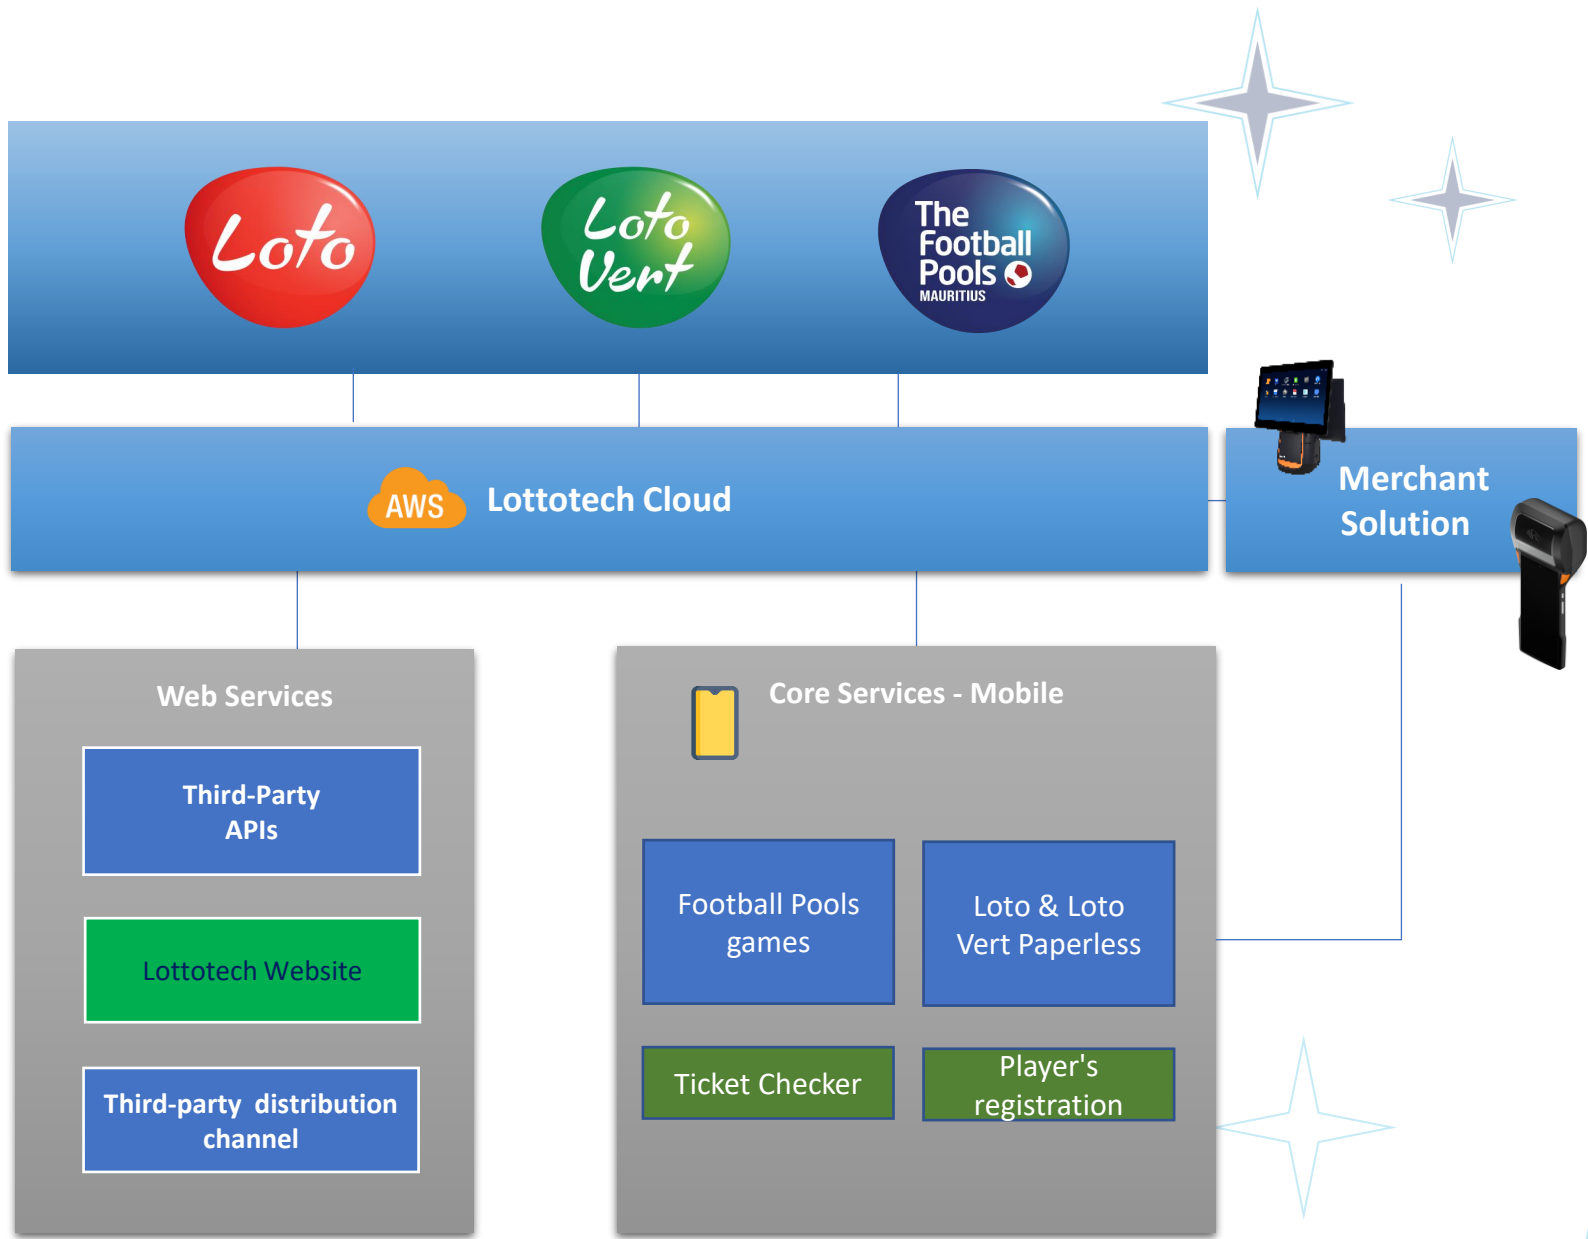 Loto
Loto
Vert
The
Football
Pools
MAURITIUS
AWS
Lottotech Cloud
Merchant
Solution
Web Services
Third-Party
APIs
Lottotech Website
Third-party distribution
channel
Core Services - Mobile
Football Pools
games
Loto & Loto
Vert Paperless
Ticket Checker
Player's
registration